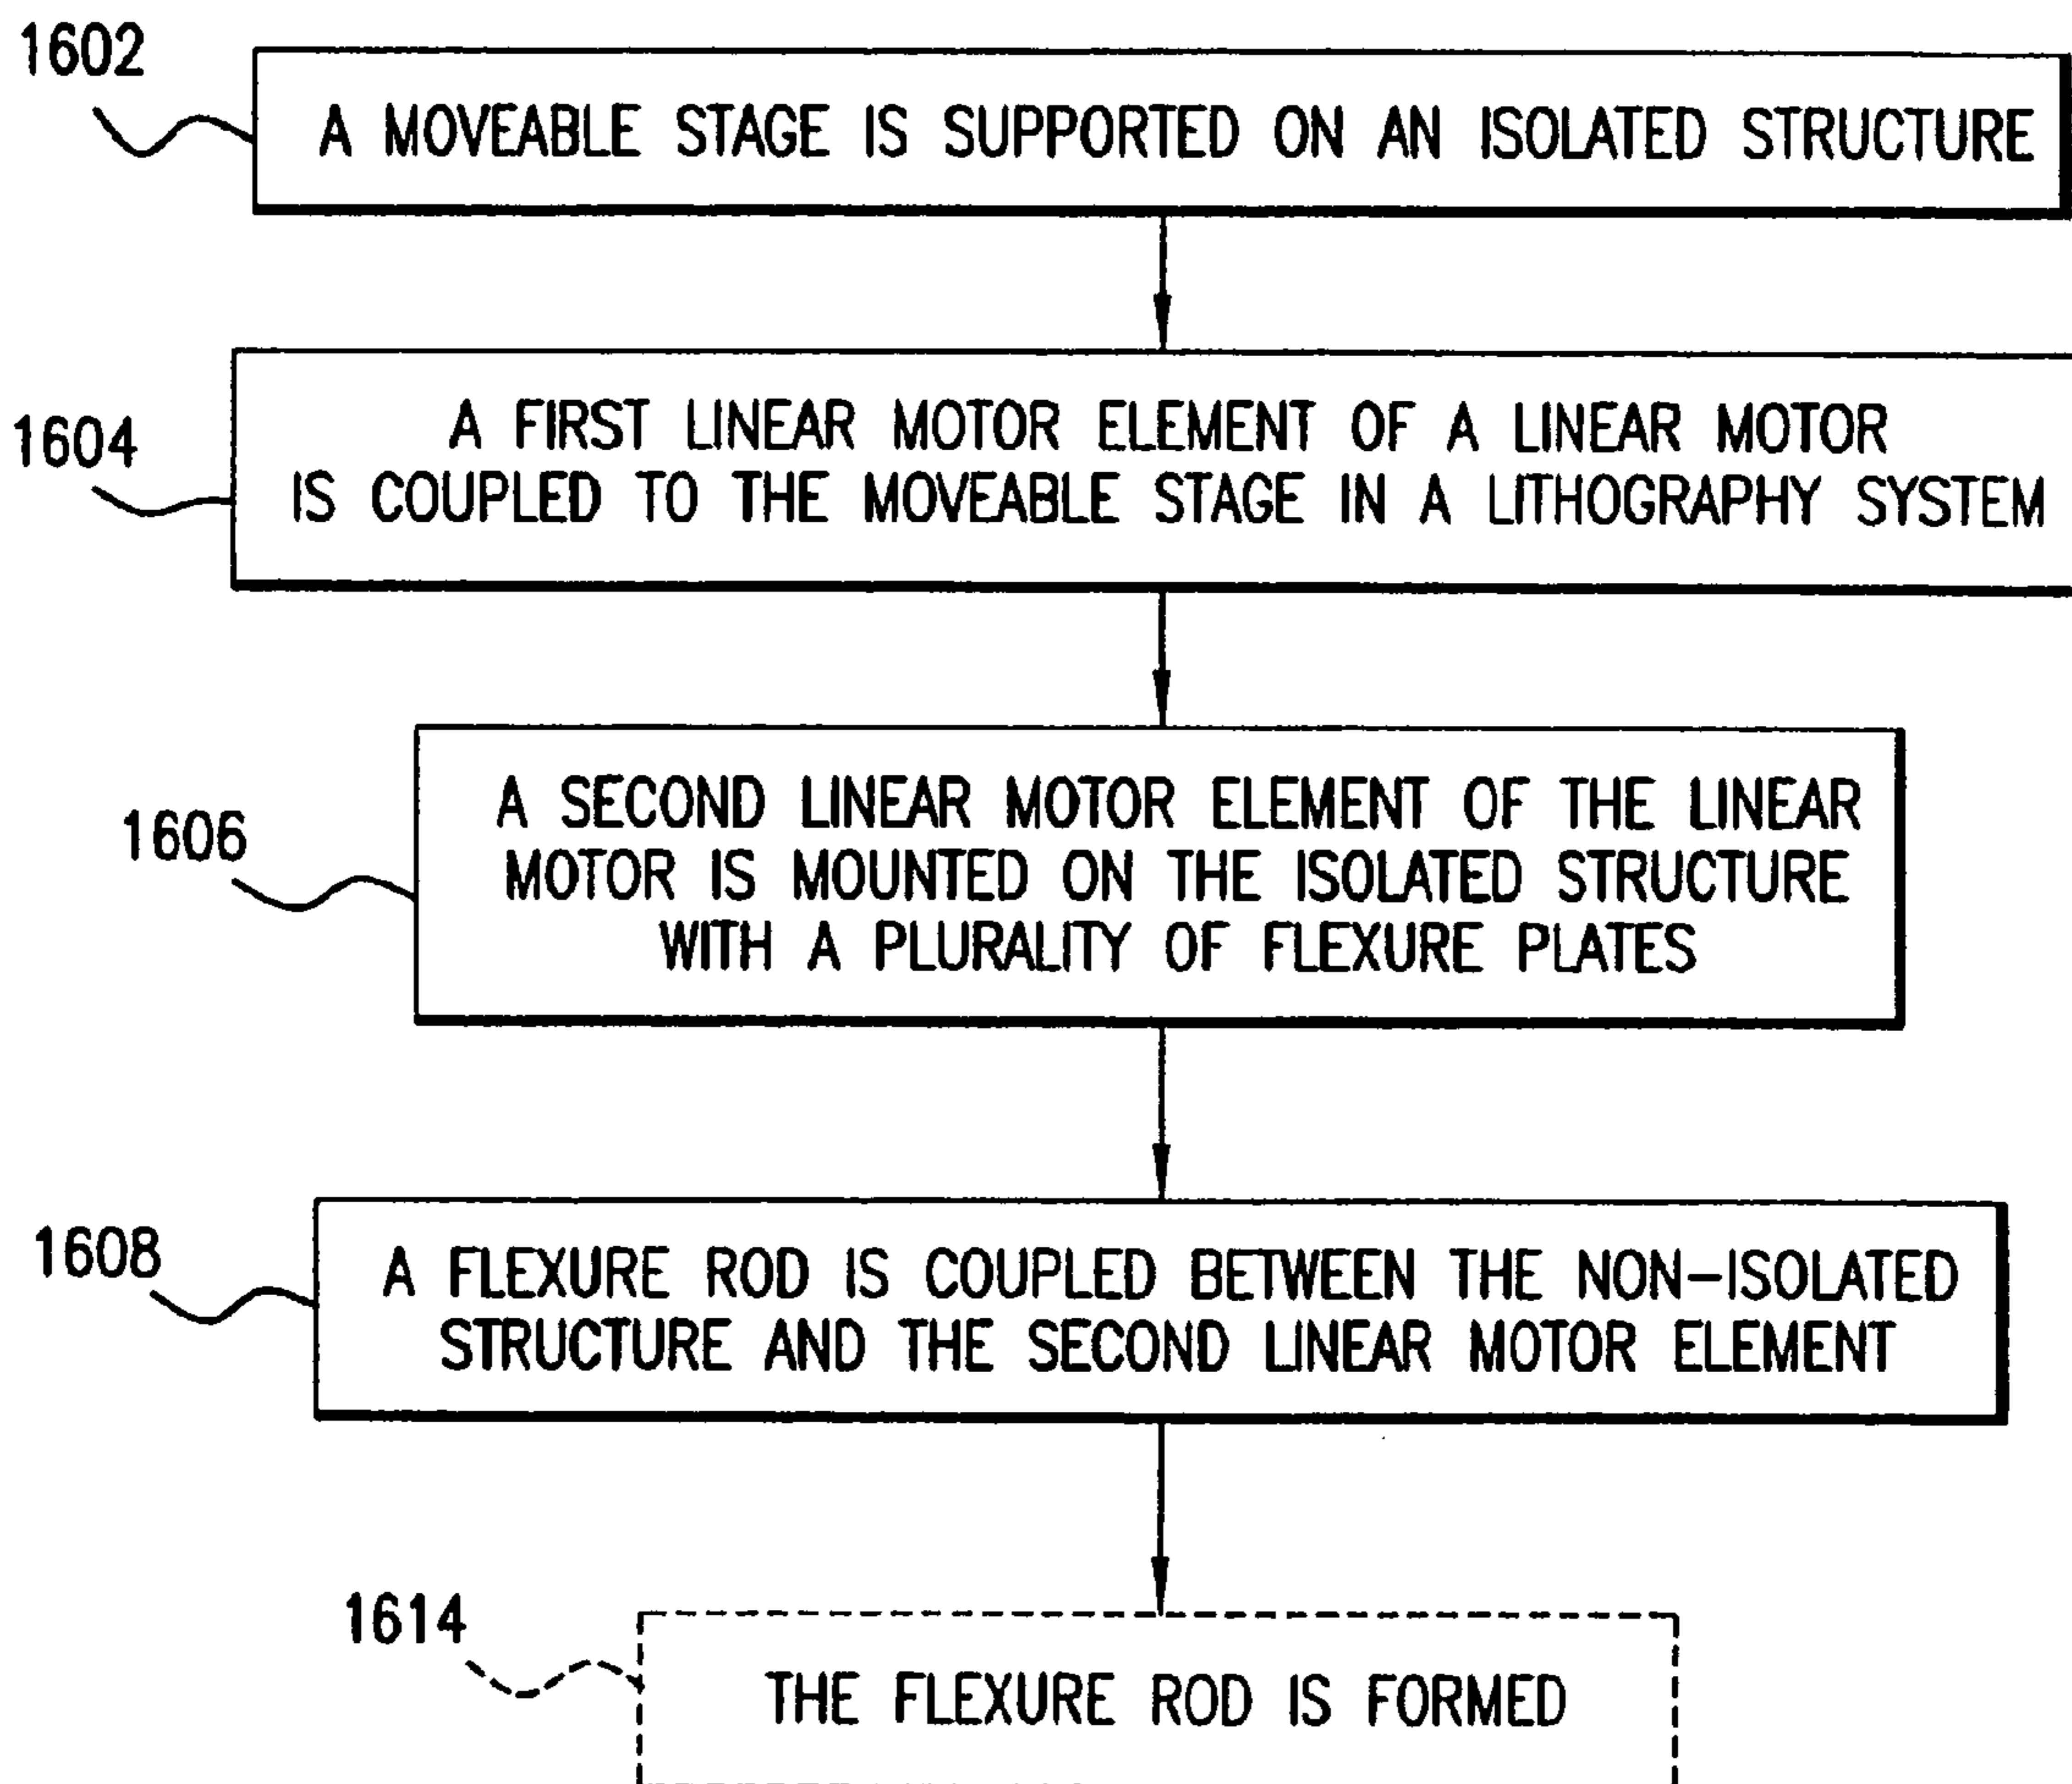 1602
A MOVEABLE STAGE IS SUPPORTED ON AN ISOLATED STRUCTURE
1604
A FIRST LINEAR MOTOR ELEMENT OF A LINEAR MOTOR
IS COUPLED TO THE MOVEABLE STAGE IN A LITHOGRAPHY SYSTEM
1606
A SECOND LINEAR MOTOR ELEMENT OF THE LINEAR
MOTOR IS MOUNTED ON THE ISOLATED STRUCTURE
WITH A PLURALITY OF FLEXURE PLATES
1608
A FLEXURE ROD IS COUPLED BETWEEN THE NON-ISOLATED
STRUCTURE AND THE SECOND LINEAR MOTOR ELEMENT
1614
THE FLEXURE ROD IS FORMED